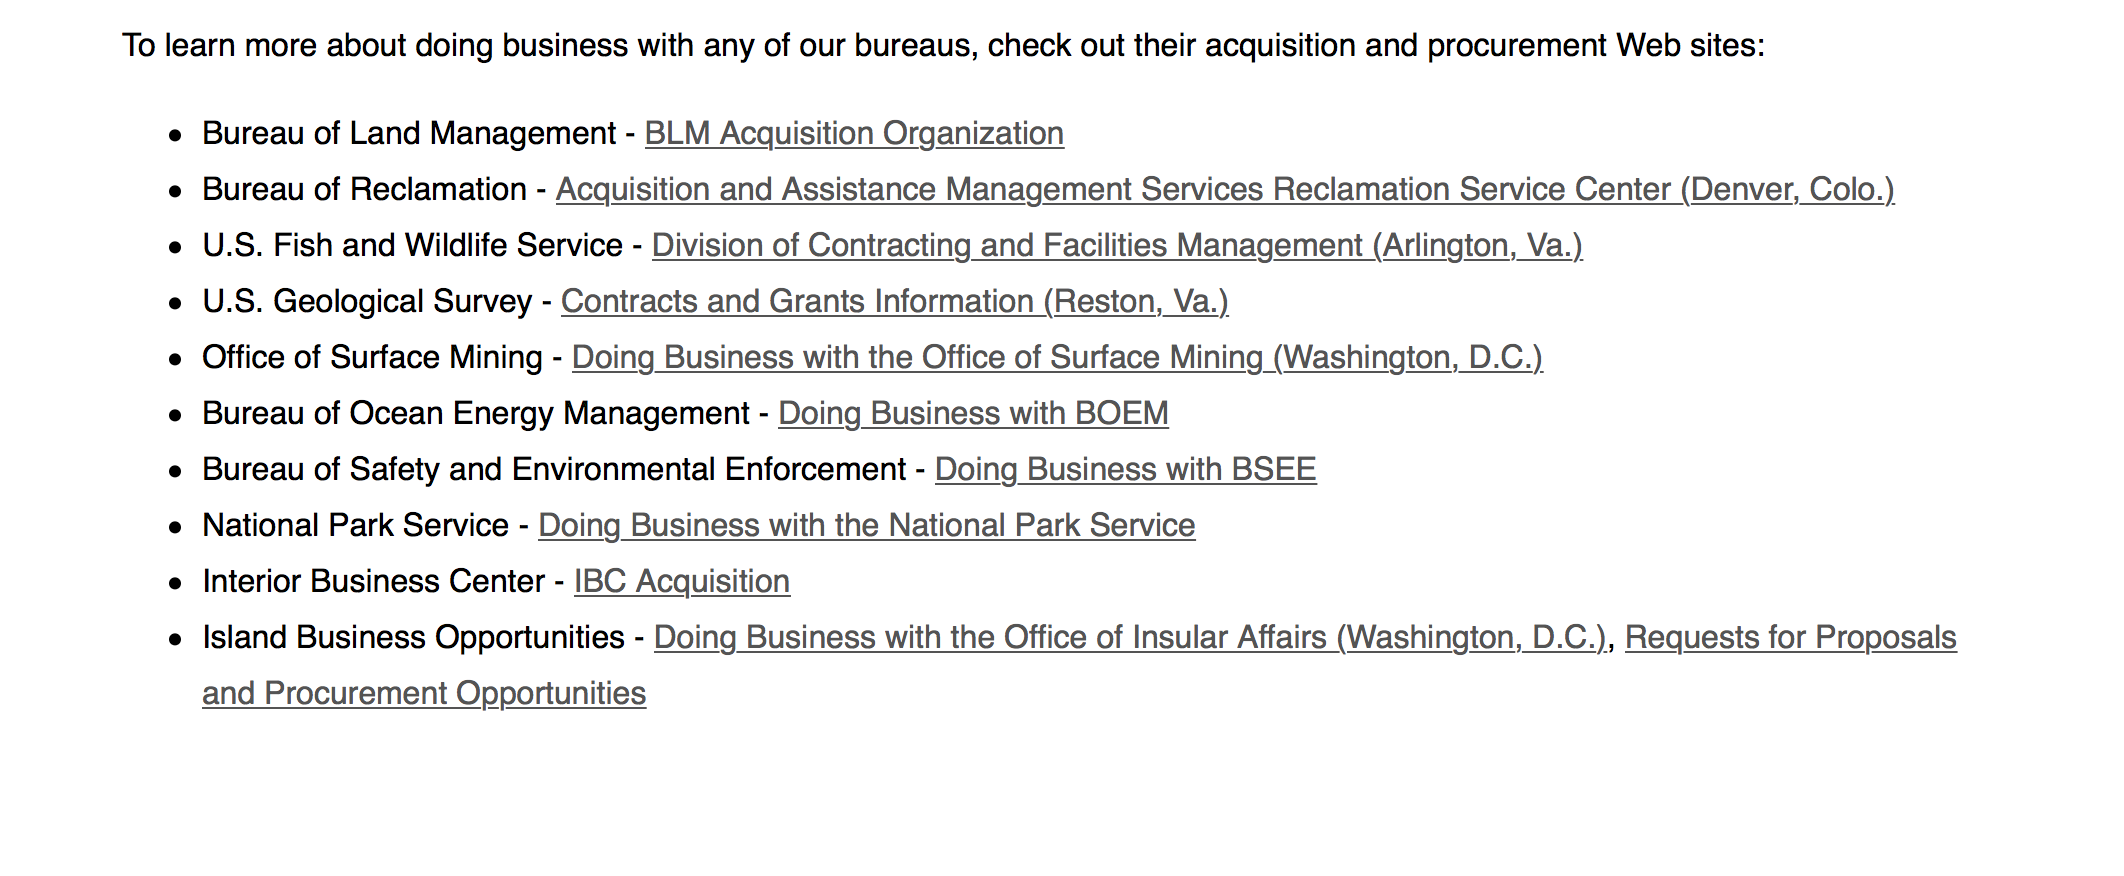 To learn more about doing business with any of our bureaus, check out their acquisition and procurement Web sites:
• Bureau of Land Management - BLM Acquisition Organization
• Bureau of Reclamation - Acquisition and Assistance Management Services Reclamation Service Center (Denver, Colo.)
• U.S. Fish and Wildlife Service - Division of Contracting and Facilities Management (Arlington, Va.)
• U.S. Geological Survey - Contracts and Grants Information (Reston, Va.)
• Office of Surface Mining - Doing Business with the Office of Surface Mining (Washington, D.C.)
• Bureau of Ocean Energy Management - Doing Business with BOEM
• Bureau of Safety and Environmental Enforcement - Doing Business with BSEE
• National Park Service - Doing Business with the National Park Service
• Interior Business Center - IBC Acquisition
• Island Business Opportunities - Doing Business with the Office of Insular Affairs (Washington, D.C.), Requests for Proposals
and Procurement Opportunities